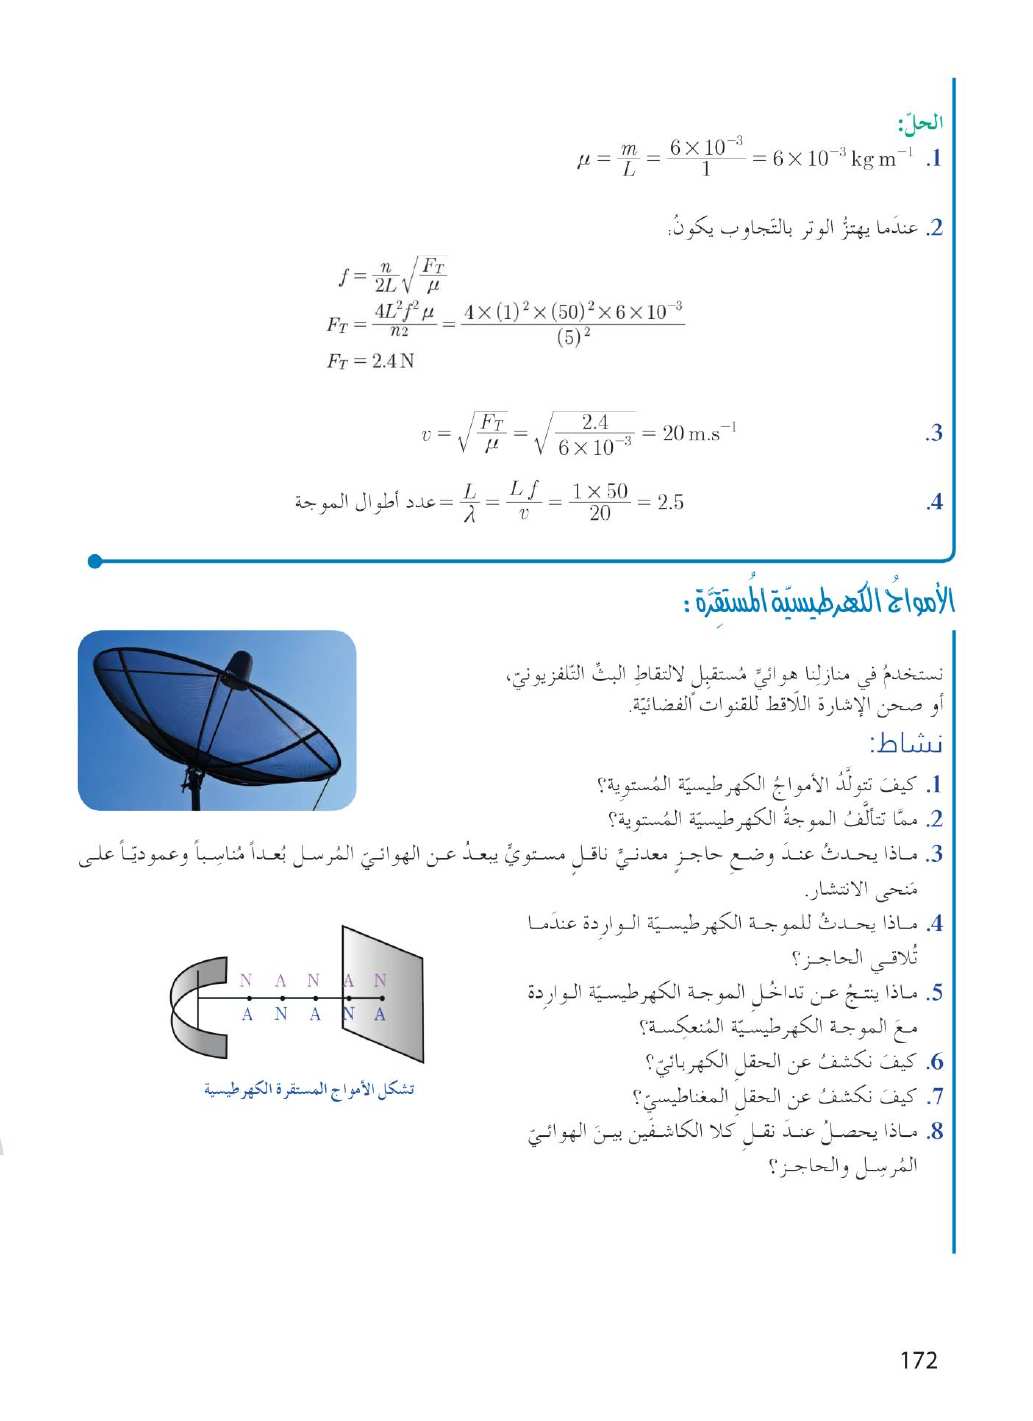 الحلّ:
1. μ = m/L = 6×10⁻³/1 = 6×10⁻³ kg m⁻¹
2. عندَما يهتزُّ الوتر بالتّجاوب يكونُ:
f = n/2L √(F_T/μ)
F_T = 4L²f²μ/n2 = 4×(1)²×(50)²×6×10⁻³/(5)²
F_T = 2.4 N
3. v = √(F_T/μ) = √(2.4/6×10⁻³) = 20 m.s⁻¹
4. عدد أطوال الموجة = L/λ = L f/v = 1×50/20 = 2.5
الأمواجُ الكهرطيسيّة المُستقِرَّة :
نستخدمُ في منازلِنا هوائيٍّ مُستقبِلٍ لالتقاطِ البثِّ التّلفزيونيّ،
أو صحن الإشارة اللّاقط للقنوات الفضائيّة.
نشاط:
1. كيفَ تتولَّدُ الأمواجُ الكهرطيسيّة المُستوِية؟
2. ممَّا تتألَّفُ الموجةُ الكهرطيسيّة المُستوية؟
3. ماذا يحدثُ عندَ وضعِ حاجزٍ معدنيٍّ ناقلٍ مستويٍّ يبعدُ عن الهوائيّ المُرسل بُعداً مُناسِباً وعموديّاً على
مَنحى الانتشار.
4. ماذا يحدثُ للموجة الكهرطيسيّة الواردة عندَما
تُلاقي الحاجز؟
5. ماذا ينتجُ عن تداخُلِ الموجة الكهرطيسيّة الواردة
معَ الموجة الكهرطيسيّة المُنعكِسة؟
6. كيفَ نكشفُ عن الحقلِ الكهربائيّ؟
7. كيفَ نكشفُ عن الحقلِ المغناطيسيّ؟
8. ماذا يحصلُ عندَ نقلِ كلا الكاشفَين بينَ الهوائيّ
المُرسِل والحاجز؟
N A N A N
A N A N A
تشكل الأمواج المستقرة الكهرطيسية
172